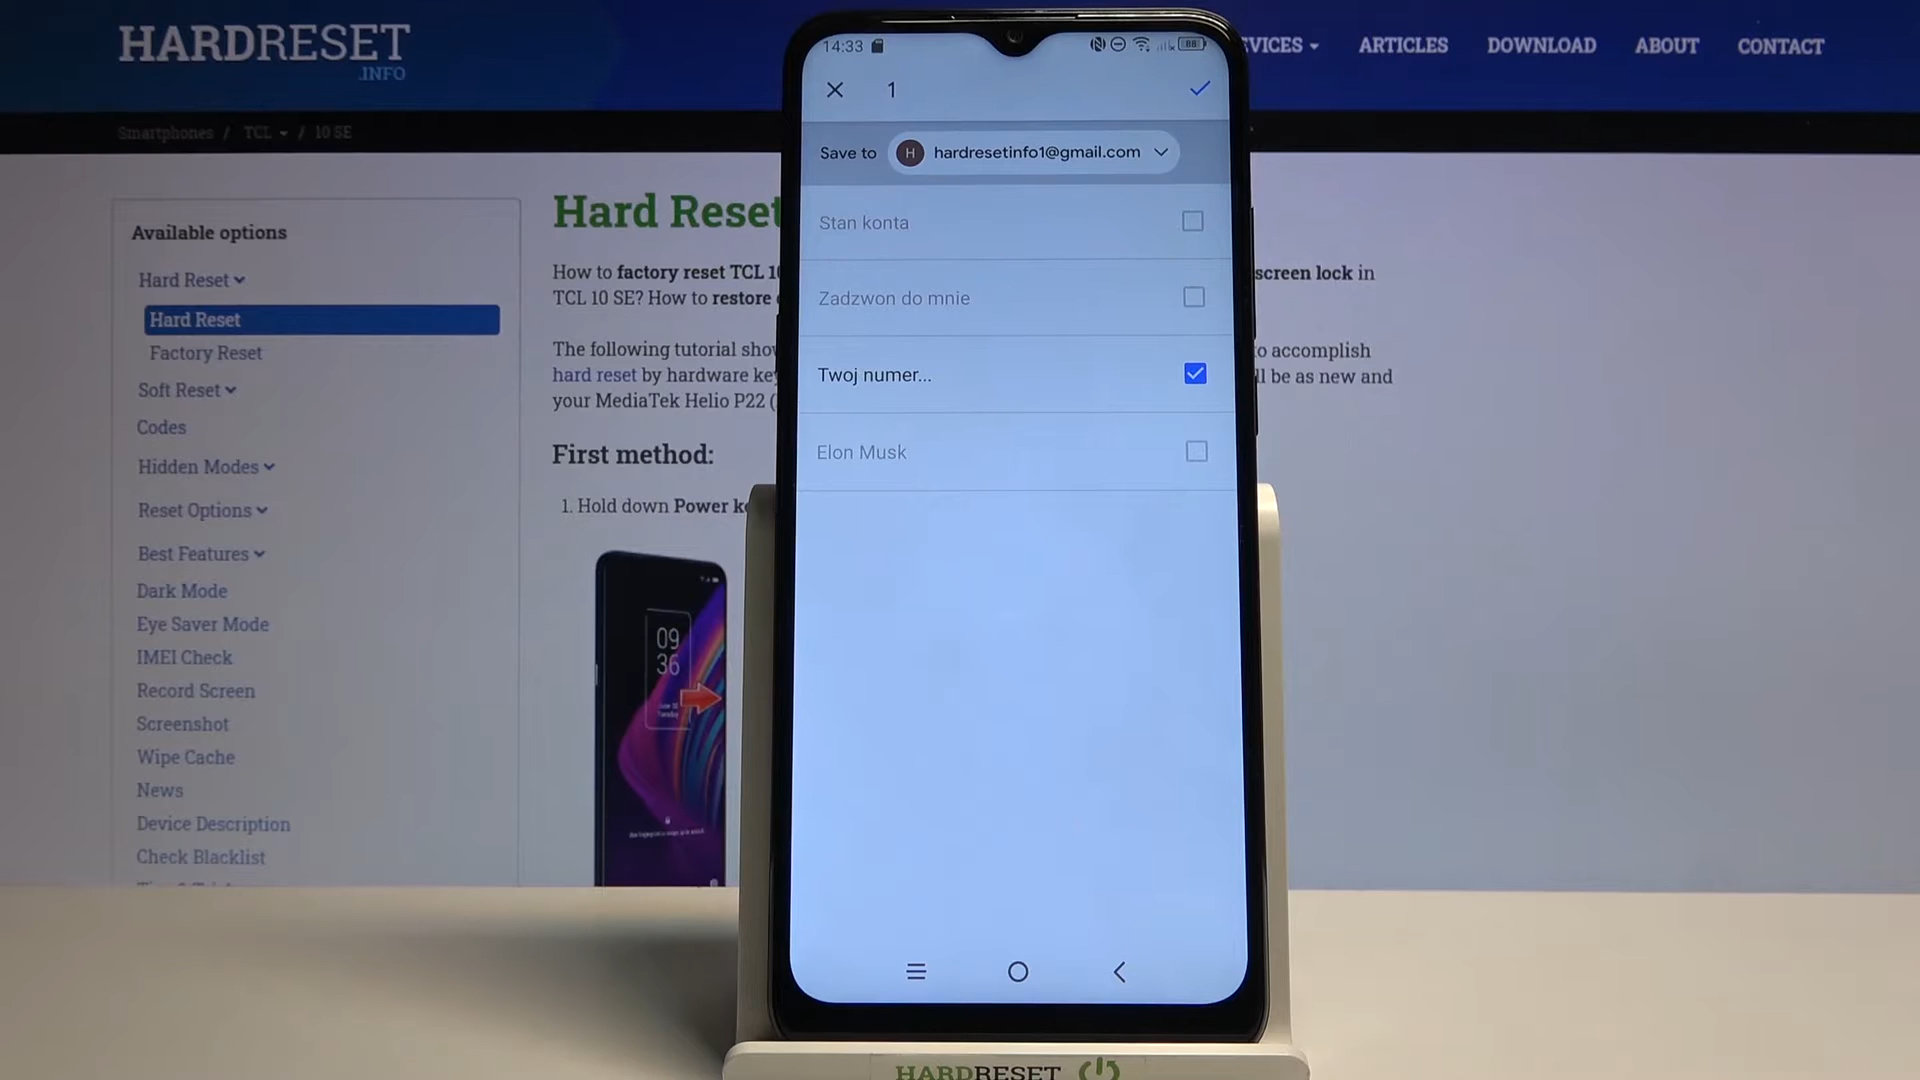 HARDRESET
.INFO
VICES
ARTICLES
DOWNLOAD
ABOUT
CONTACT
Smartphones / TCL / 10 SE
Available options
Hard Reset
Hard Reset
Factory Reset
Soft Reset
Codes
Hidden Modes
Reset Options
Best Features
Dark Mode
Eye Saver Mode
IMEI Check
Record Screen
Screenshot
Wipe Cache
News
Device Description
Check Blacklist
Hard Reset
How to factory reset TCL 1
screen lock in
TCL 10 SE? How to restore
The following tutorial sho
to accomplish
hard reset by hardware ke
ll be as new and
your MediaTek Helio P22 (
First method:
1. Hold down Power k
09
36
14:33
88
1
Save to
H
hardresetinfo1@gmail.com
Stan konta
Zadzwon do mnie
Twoj numer...
Elon Musk
HARDRESET